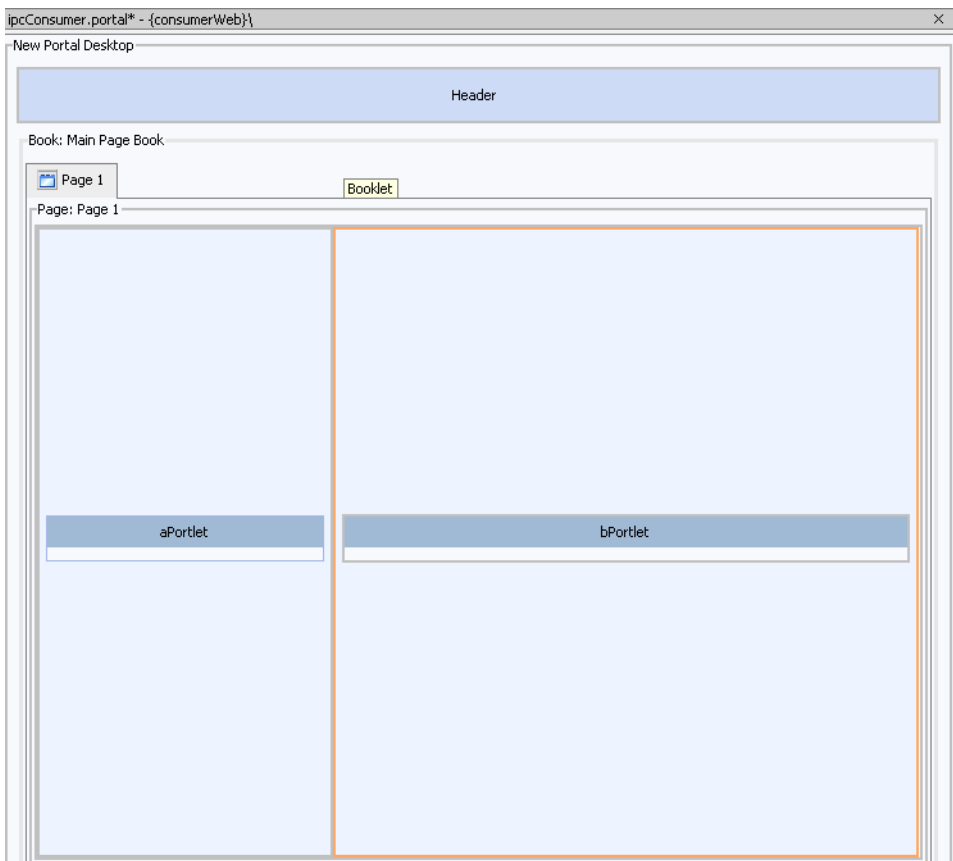 ipcConsumer.portal* - {consumerWeb}\
New Portal Desktop
Header
Book: Main Page Book
Page 1
Booklet
Page: Page 1
aPortlet
bPortlet